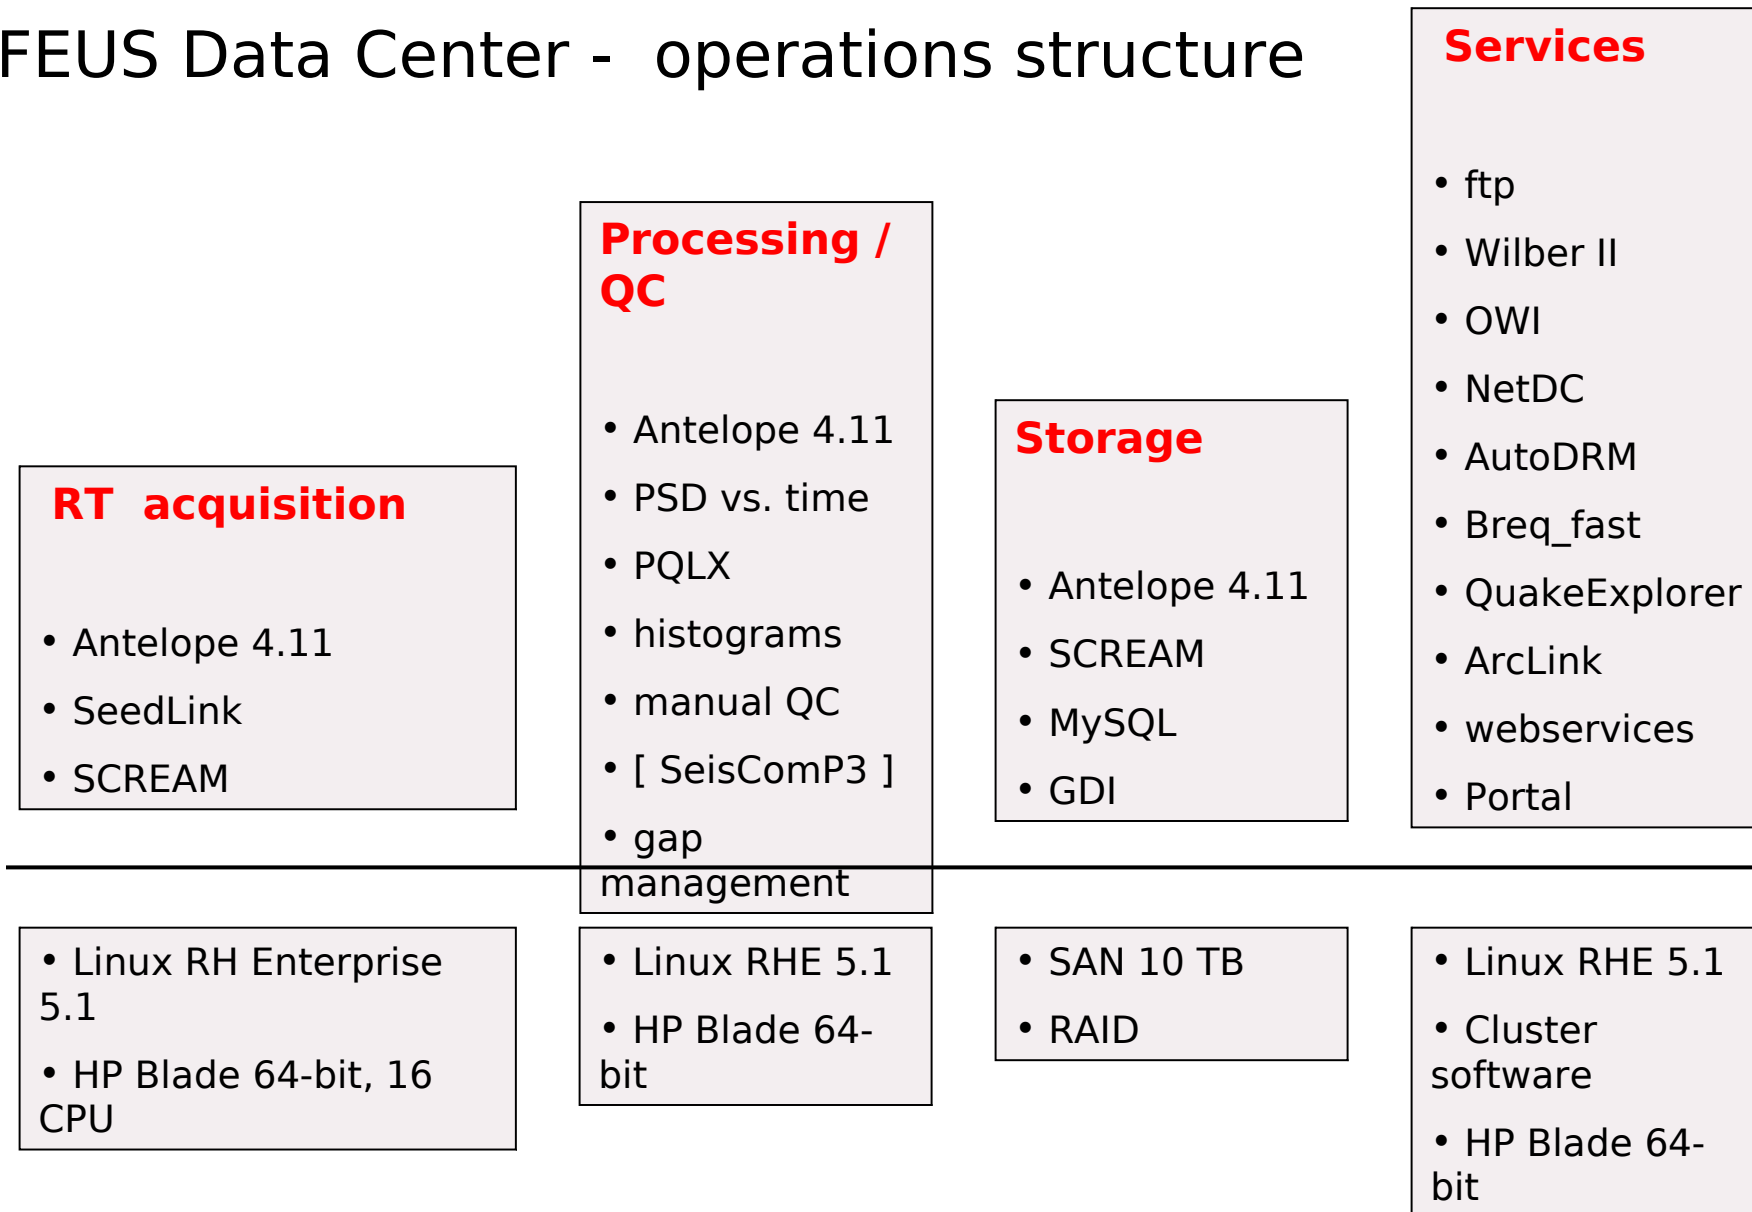 FEUS Data Center -  operations structure
RT  acquisition
• Antelope 4.11
• SeedLink
• SCREAM
Processing /
QC
• Antelope 4.11
• PSD vs. time
• PQLX
• histograms
• manual QC
• [ SeisComP3 ]
• gap
management
Storage
• Antelope 4.11
• SCREAM
• MySQL
• GDI
Services
• ftp
• Wilber II
• OWI
• NetDC
• AutoDRM
• Breq_fast
• QuakeExplorer
• ArcLink
• webservices
• Portal
• Linux RH Enterprise
5.1
• HP Blade 64-bit, 16
CPU
• Linux RHE 5.1
• HP Blade 64-
bit
• SAN 10 TB
• RAID
• Linux RHE 5.1
• Cluster
software
• HP Blade 64-
bit